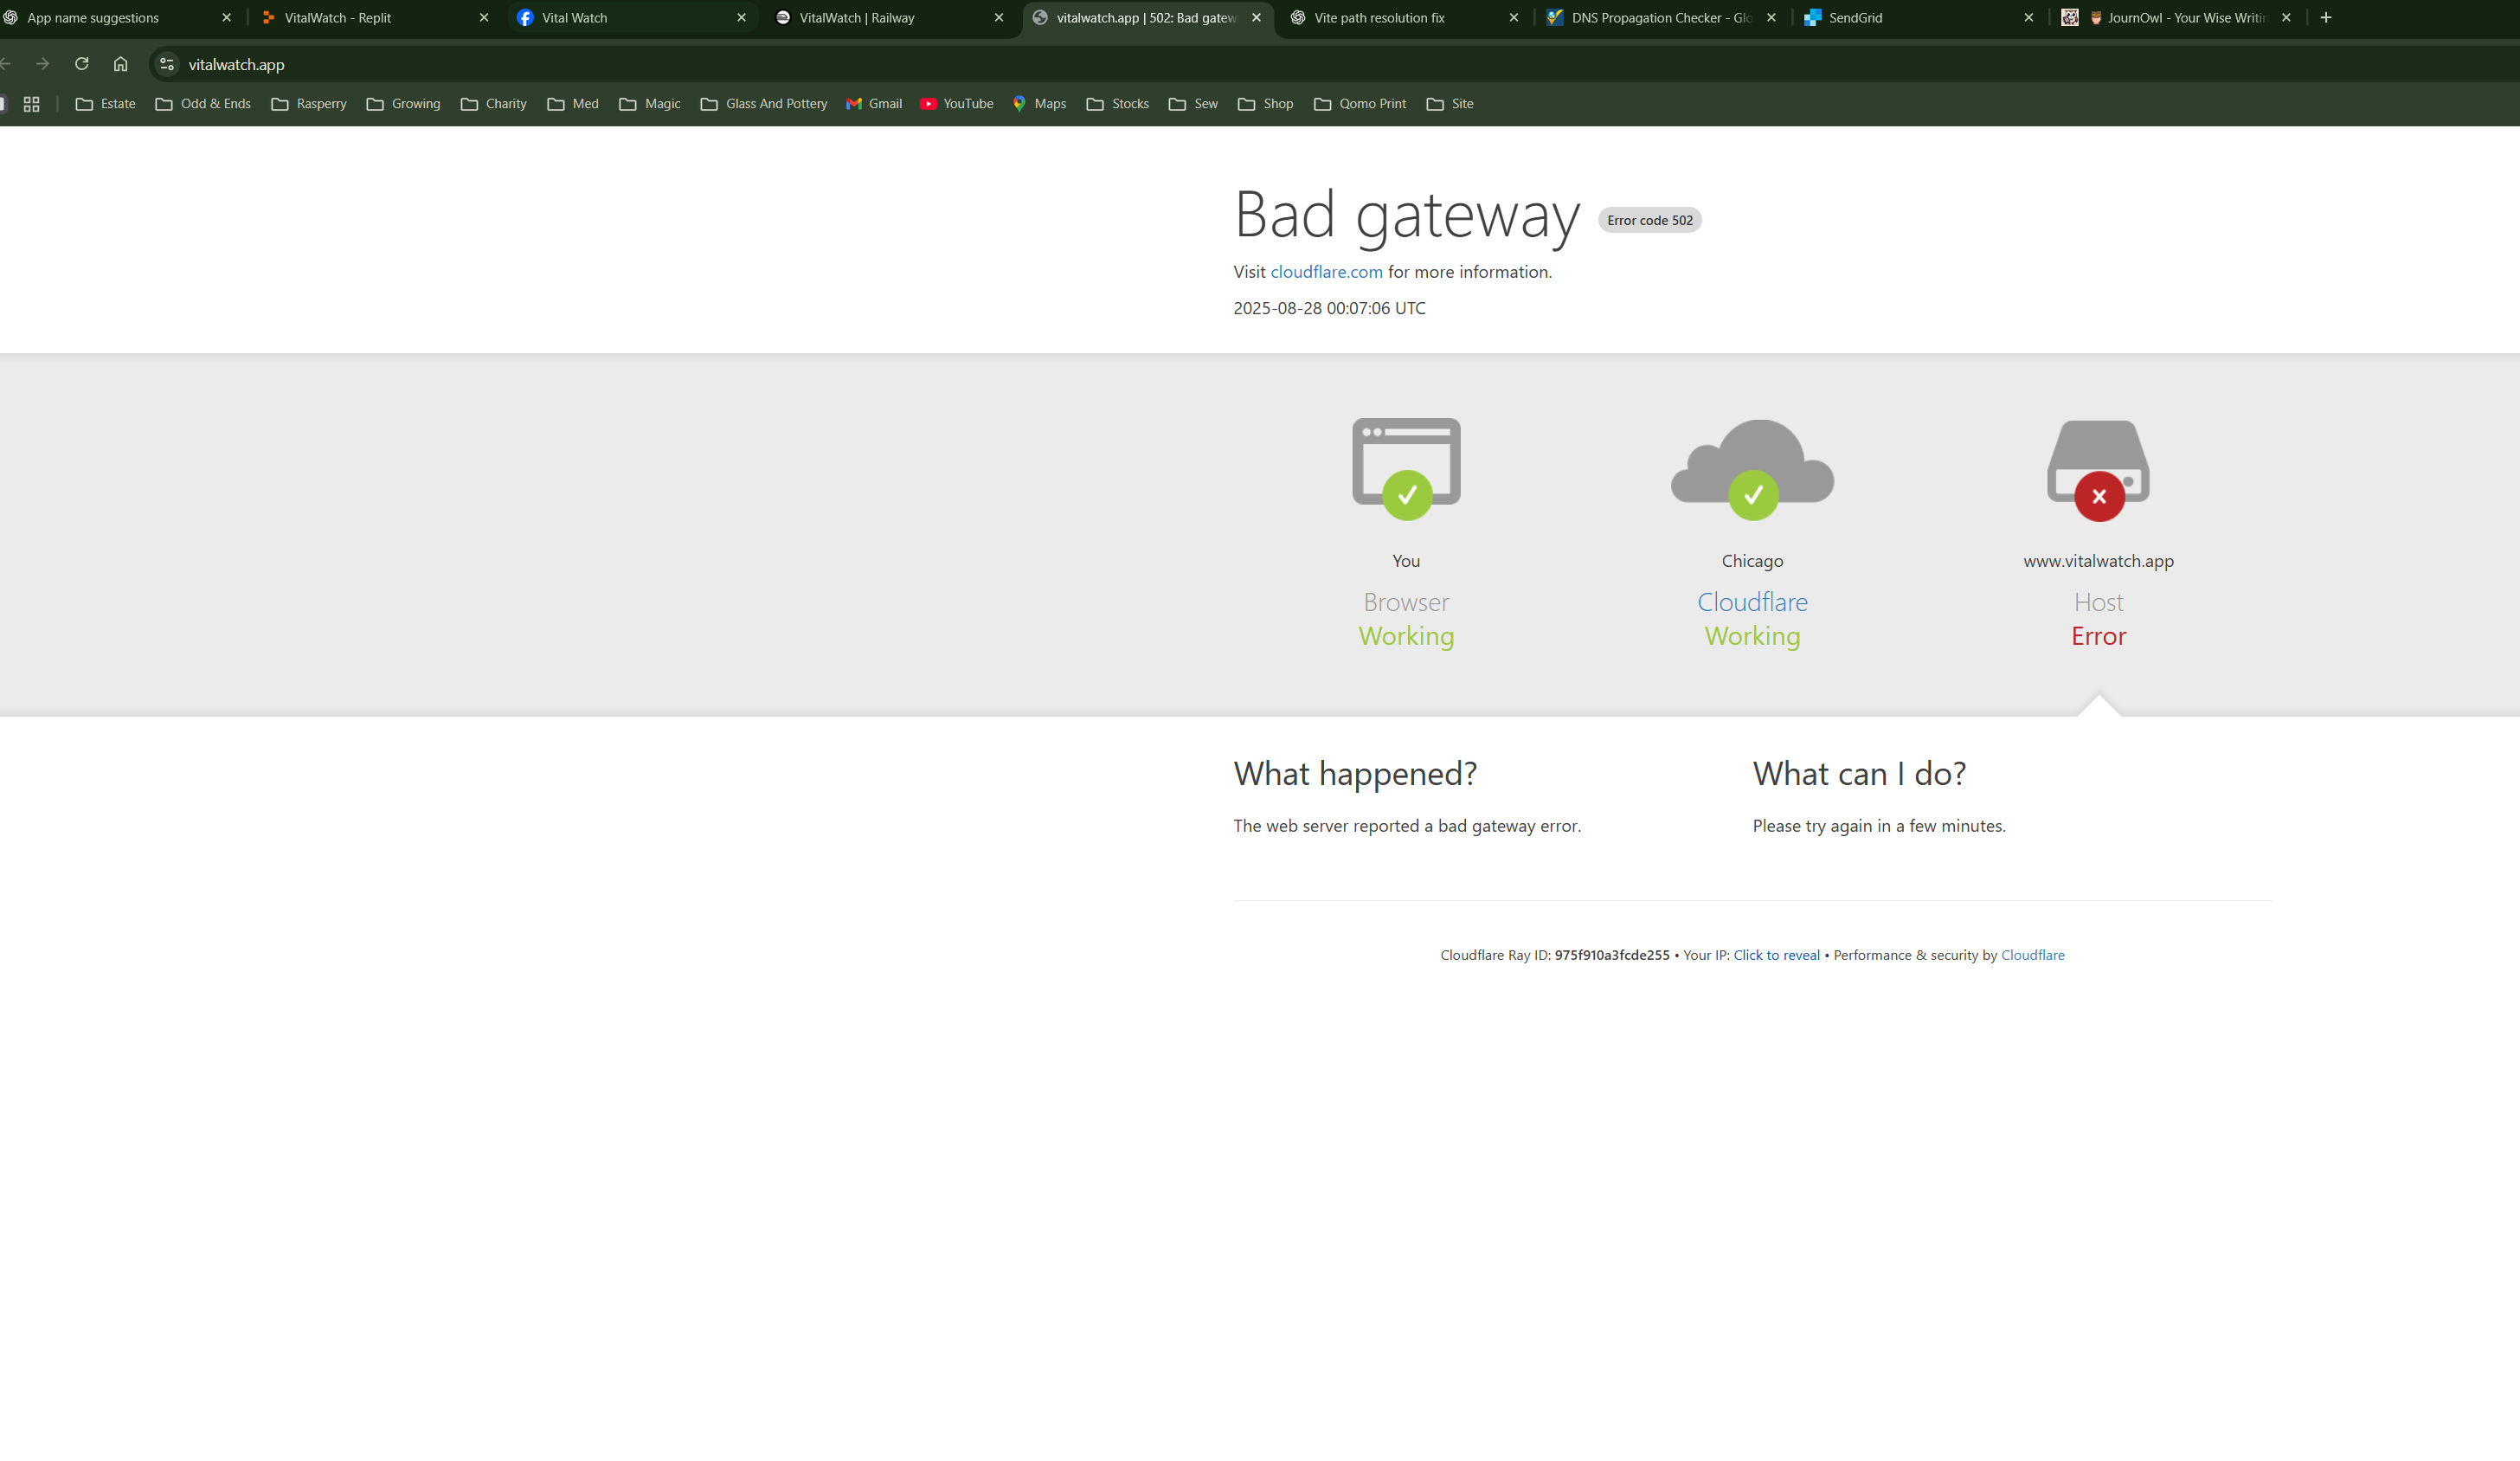 App name suggestions
VitalWatch - Replit
Vital Watch
VitalWatch | Railway
vitalwatch.app | 502: Bad gatew
Vite path resolution fix
DNS Propagation Checker - Glo
SendGrid
JournOwl - Your Wise Writin
vitalwatch.app
Estate
Odd & Ends
Rasperry
Growing
Charity
Med
Magic
Glass And Pottery
Gmail
YouTube
Maps
Stocks
Sew
Shop
Qomo Print
Site
Bad gateway Error code 502
Visit cloudflare.com for more information.
2025-08-28 00:07:06 UTC
You
Browser
Working
Chicago
Cloudflare
Working
www.vitalwatch.app
Host
Error
What happened?
The web server reported a bad gateway error.
What can I do?
Please try again in a few minutes.
Cloudflare Ray ID: 975f910a3fcde255 • Your IP: Click to reveal • Performance & security by Cloudflare